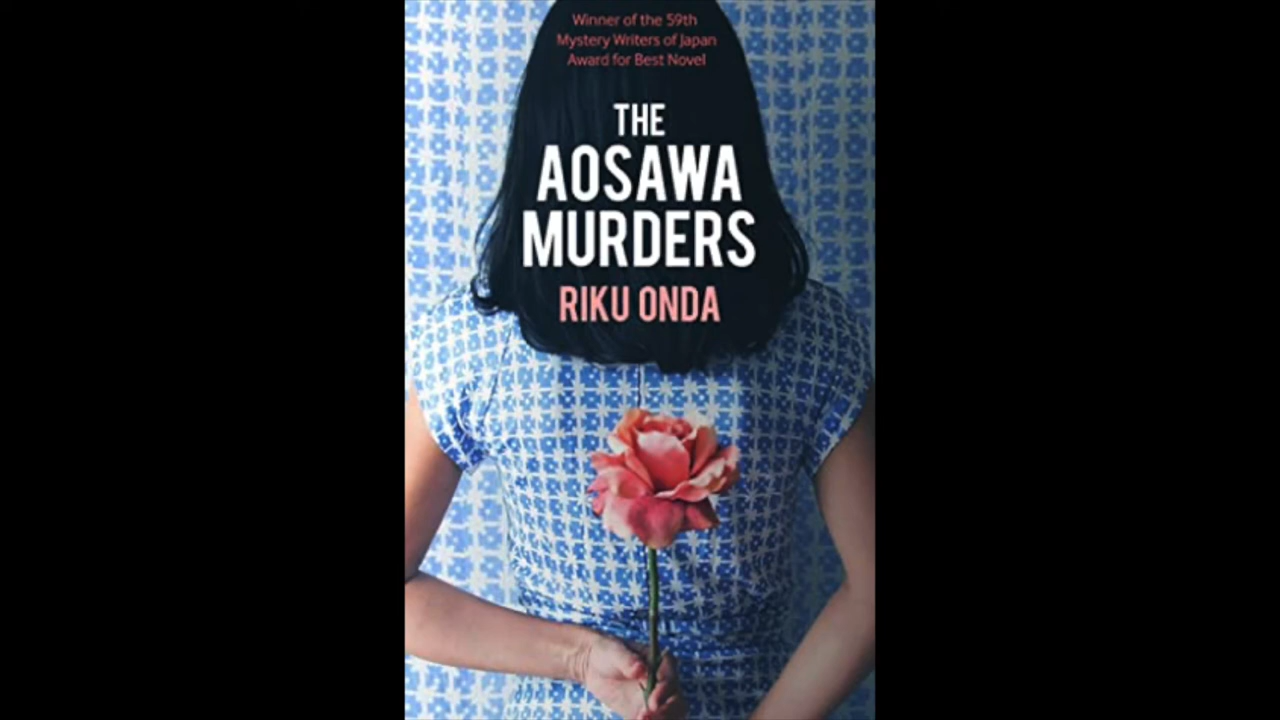 Winner of the 59th
Mystery Writers of Japan
Award for Best Novel
THE
AOSAWA
MURDERS
RIKU ONDA